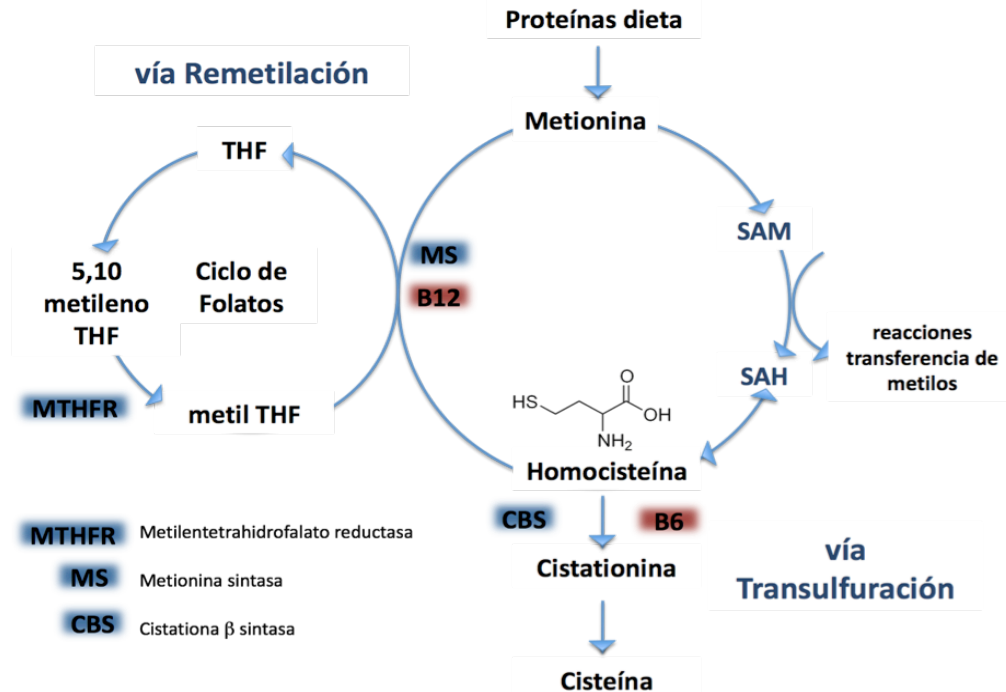 Proteínas dieta
vía Remetilación
Metionina
THF
SAM
MS
5,10
metileno
THF
Ciclo de
Folatos
B12
reacciones
transferencia de
metilos
SAH
MTHFR
metil THF
HS
O
OH
NH2
Homocisteína
CBS
B6
MTHFR Metilentetrahidrofalato reductasa
vía
Transulfuración
MS Metionina sintasa
Cistationina
CBS Cistationa β sintasa
Cisteína